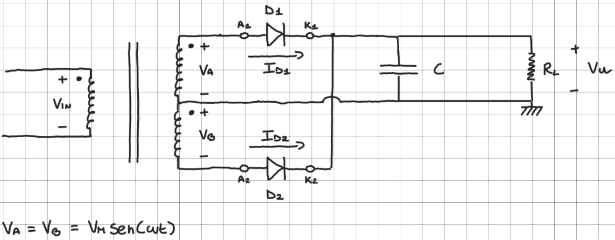 D1
A1 K1
+ ID1
VA
-
+ VIN -
C
RL
+ Vu -
+ ID2
VB
-
A2 K2
D2
VA = VB = VM sen(ωt)